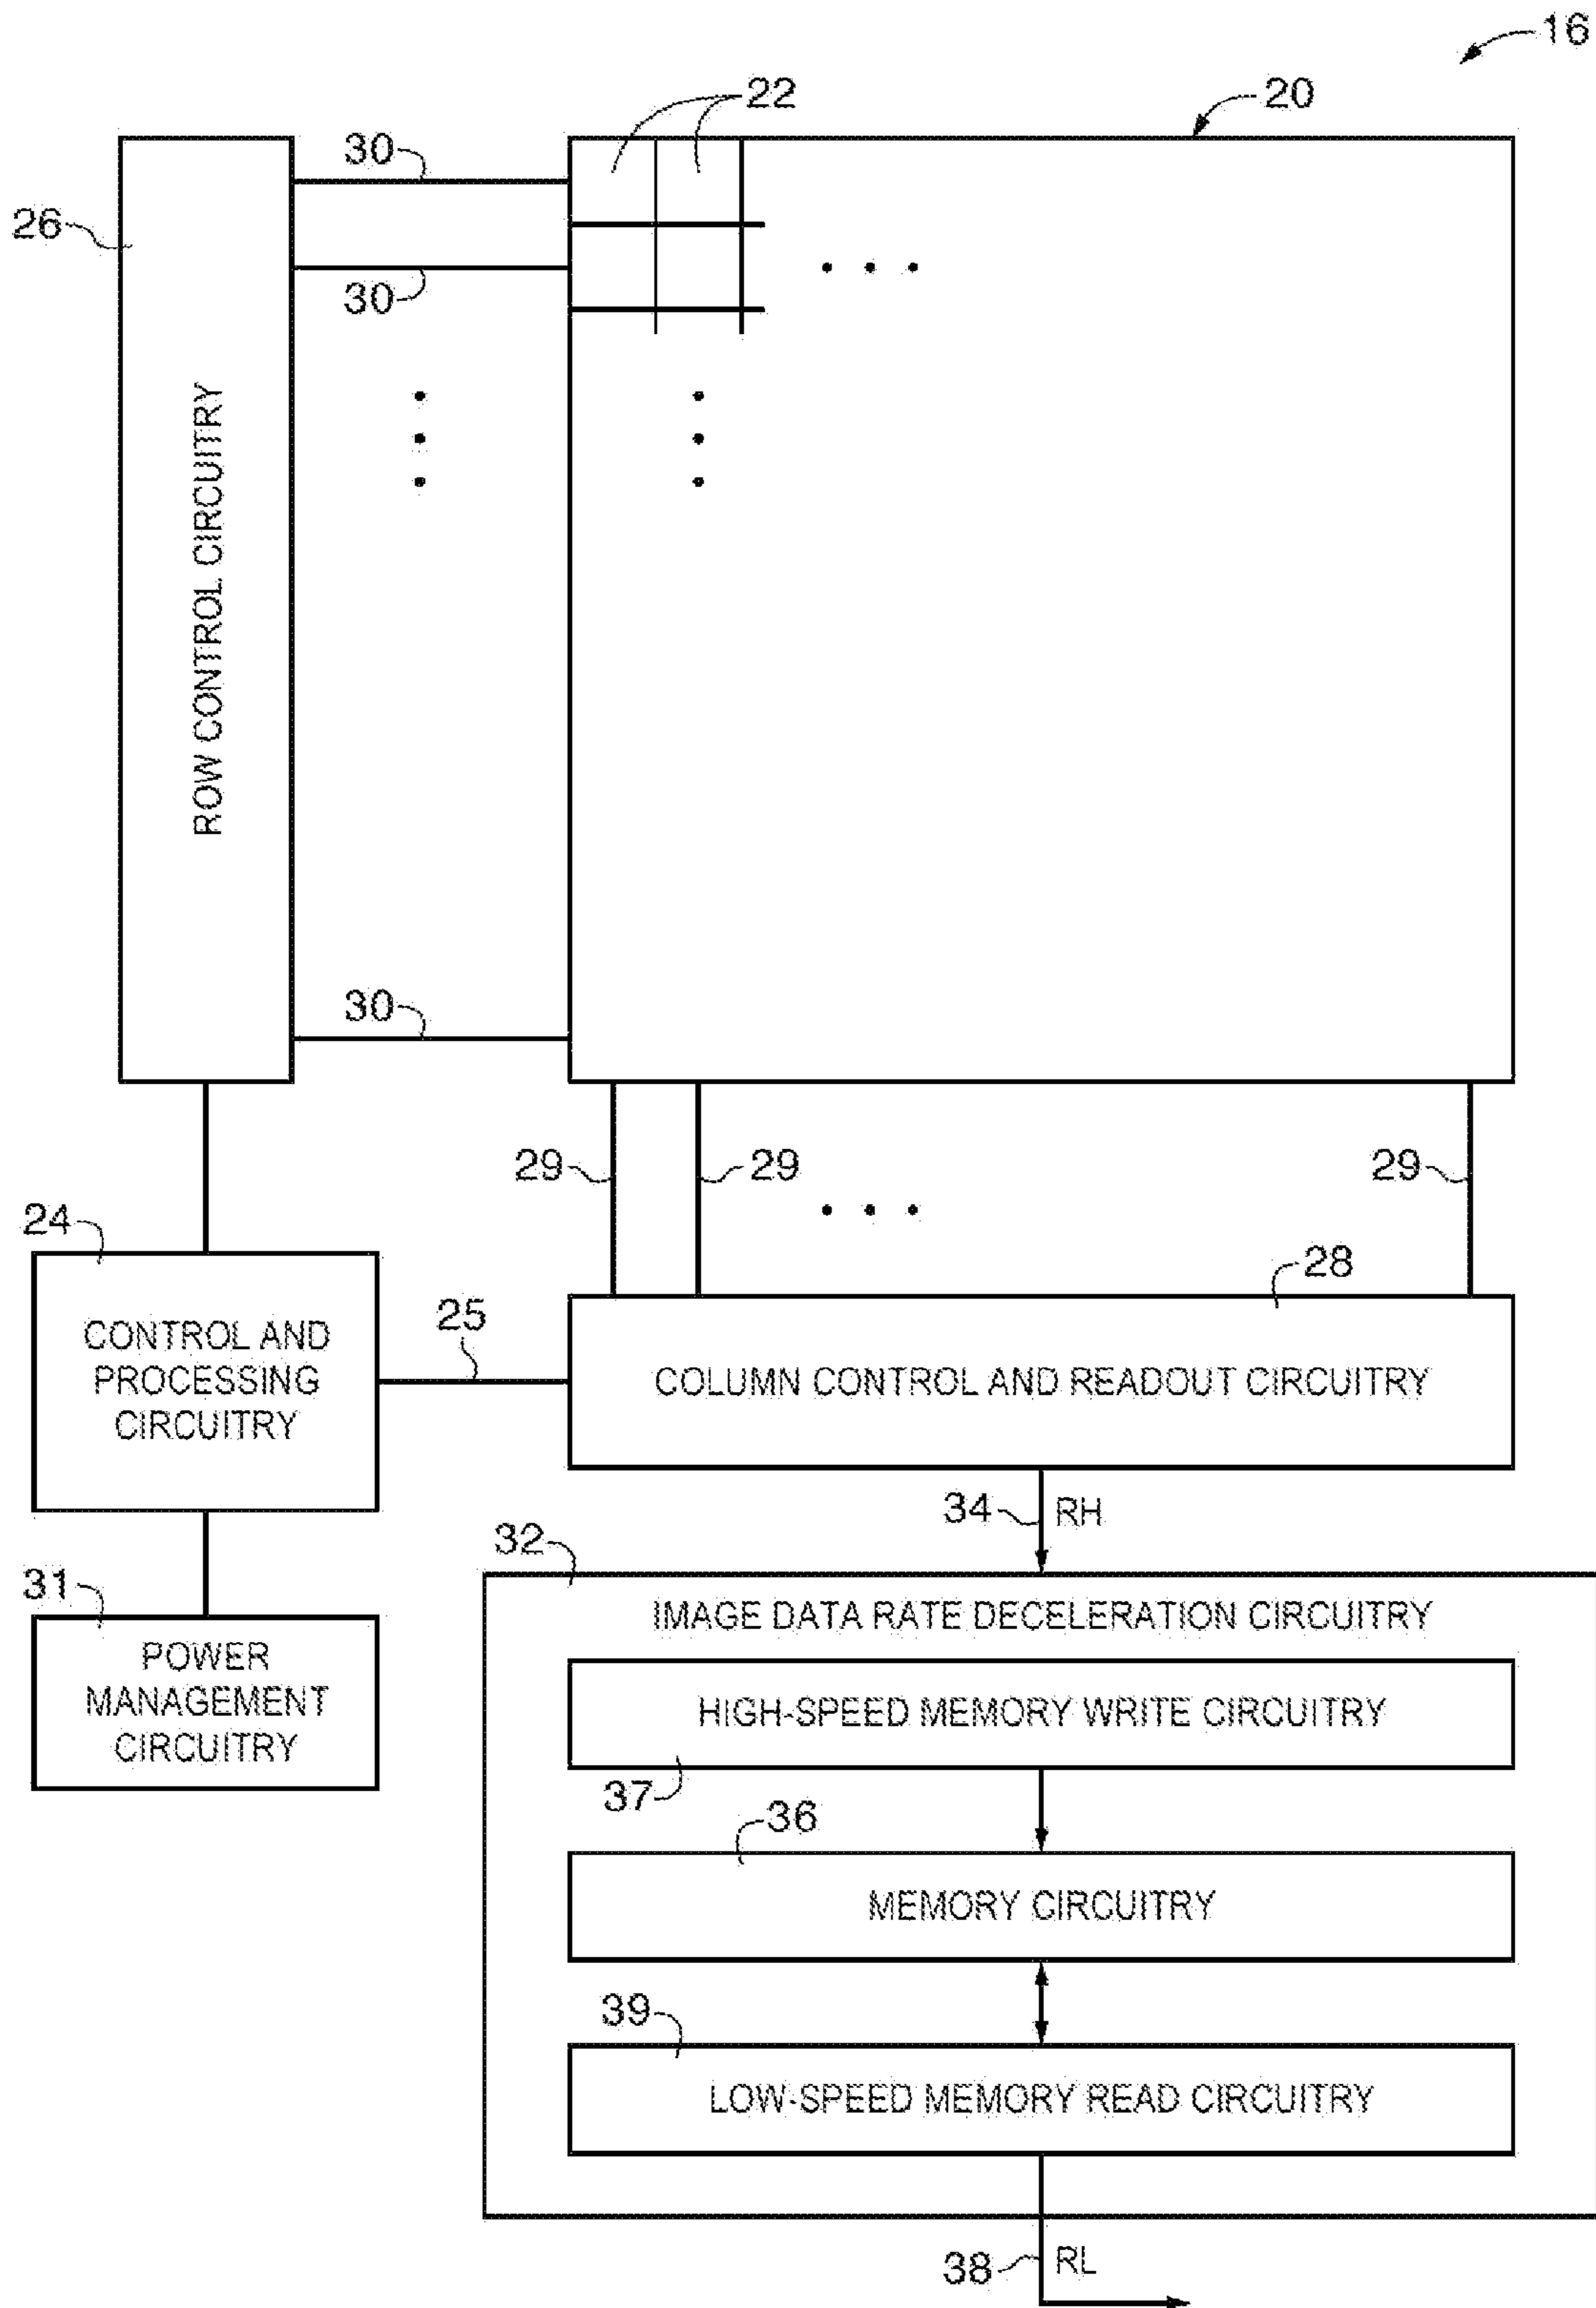 16
22
20
30
26
30
ROW CONTROL CIRCUITRY
30
29
29
29
24
28
CONTROL AND
PROCESSING
CIRCUITRY
25
COLUMN CONTROL AND READOUT CIRCUITRY
34
RH
32
31
IMAGE DATA RATE DECELERATION CIRCUITRY
POWER
MANAGEMENT
CIRCUITRY
HIGH-SPEED MEMORY WRITE CIRCUITRY
37
36
MEMORY CIRCUITRY
39
LOW-SPEED MEMORY READ CIRCUITRY
38
RL